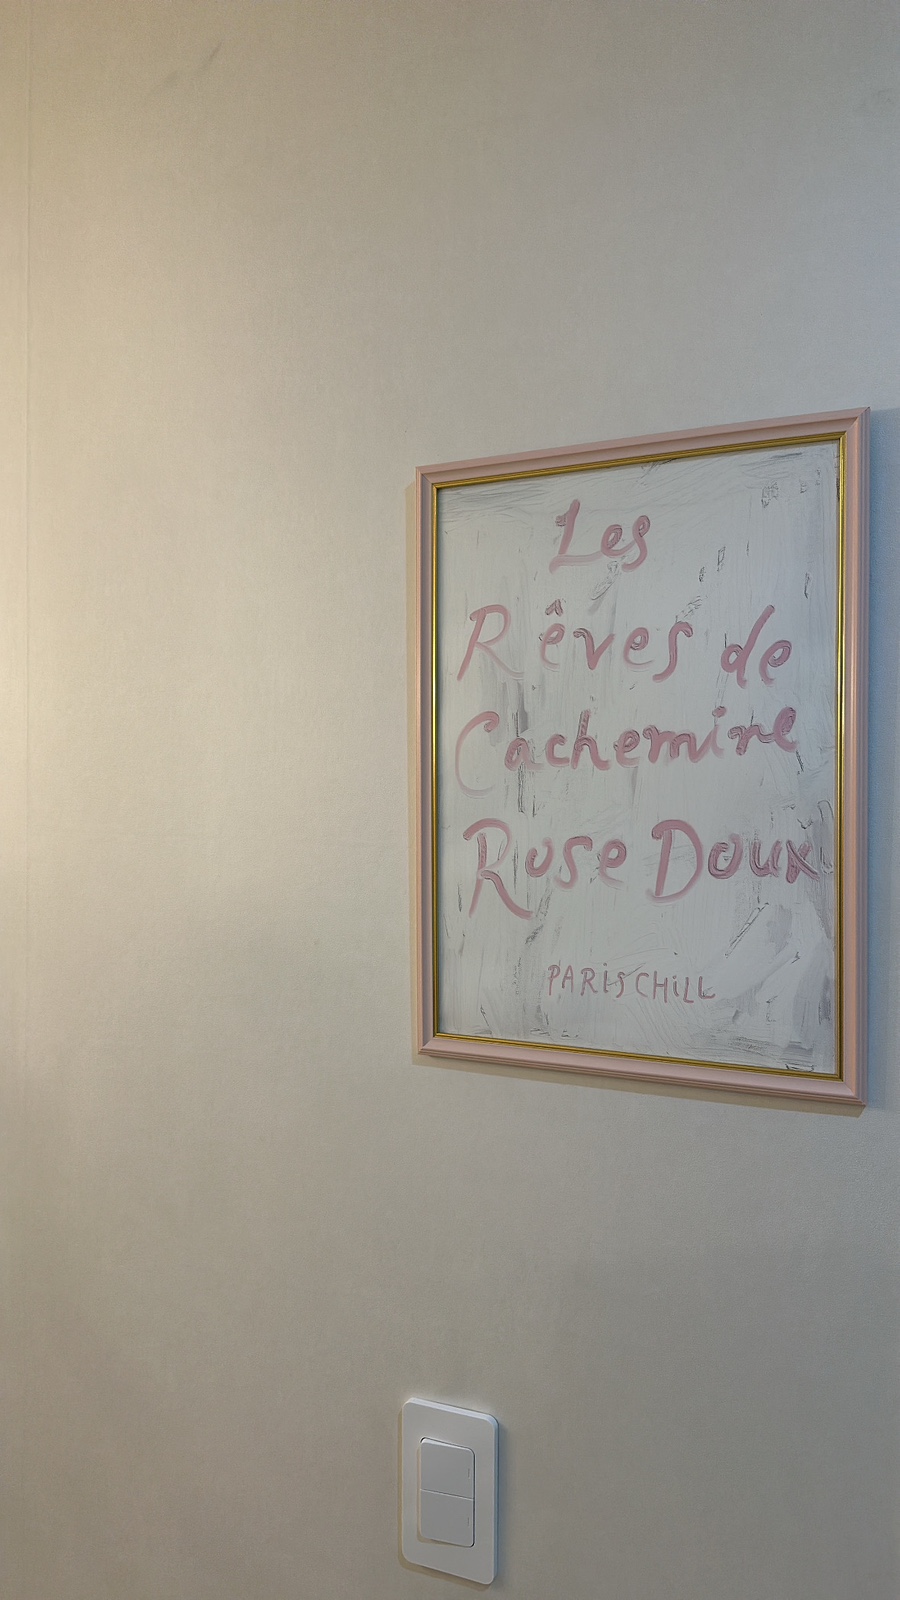 Les
Rêves de
Cachemire
Rose Doux
PARIS CHILL